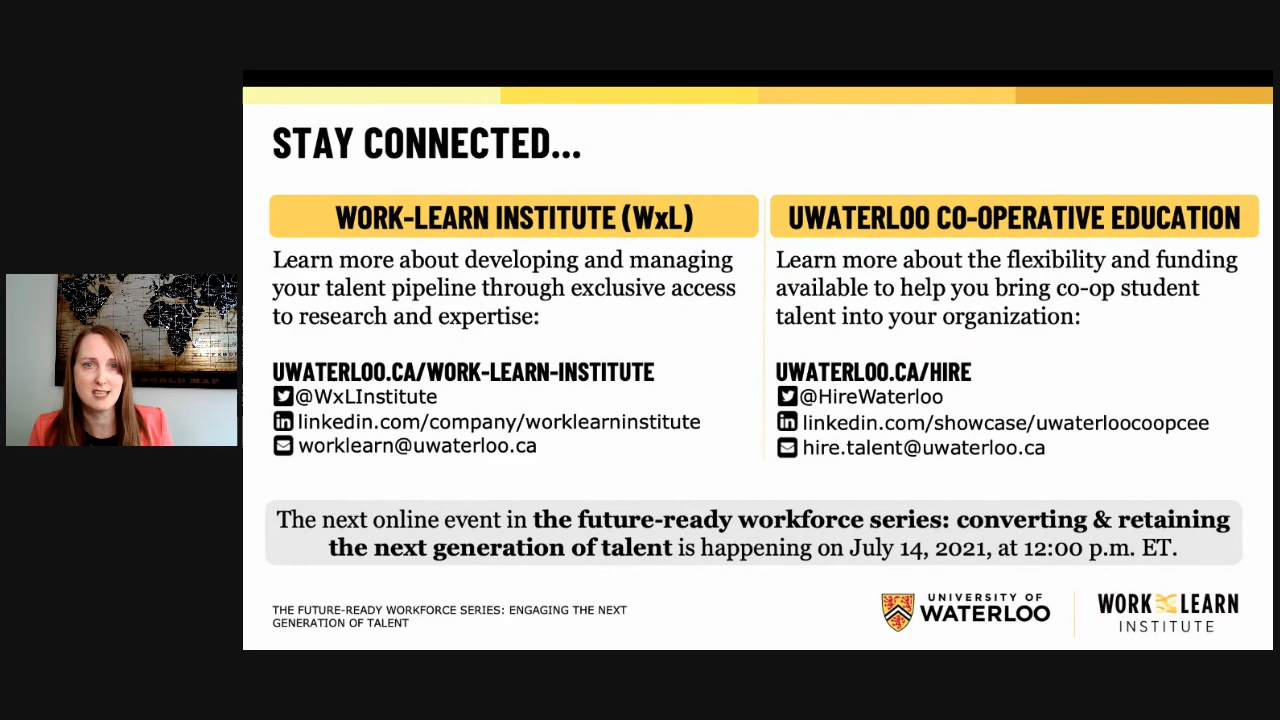 STAY CONNECTED...
WORK-LEARN INSTITUTE (WxL)
Learn more about developing and managing
your talent pipeline through exclusive access
to research and expertise:
UWATERLOO.CA/WORK-LEARN-INSTITUTE
@WxLInstitute
linkedin.com/company/worklearninstitute
worklearn@uwaterloo.ca
UWATERLOO CO-OPERATIVE EDUCATION
Learn more about the flexibility and funding
available to help you bring co-op student
talent into your organization:
UWATERLOO.CA/HIRE
@HireWaterloo
linkedin.com/showcase/uwaterloocoopcee
hire.talent@uwaterloo.ca
The next online event in the future-ready workforce series: converting & retaining
the next generation of talent is happening on July 14, 2021, at 12:00 p.m. ET.
THE FUTURE-READY WORKFORCE SERIES: ENGAGING THE NEXT
GENERATION OF TALENT
UNIVERSITY OF
WATERLOO
WORK LEARN
INSTITUTE
WORLD MAP